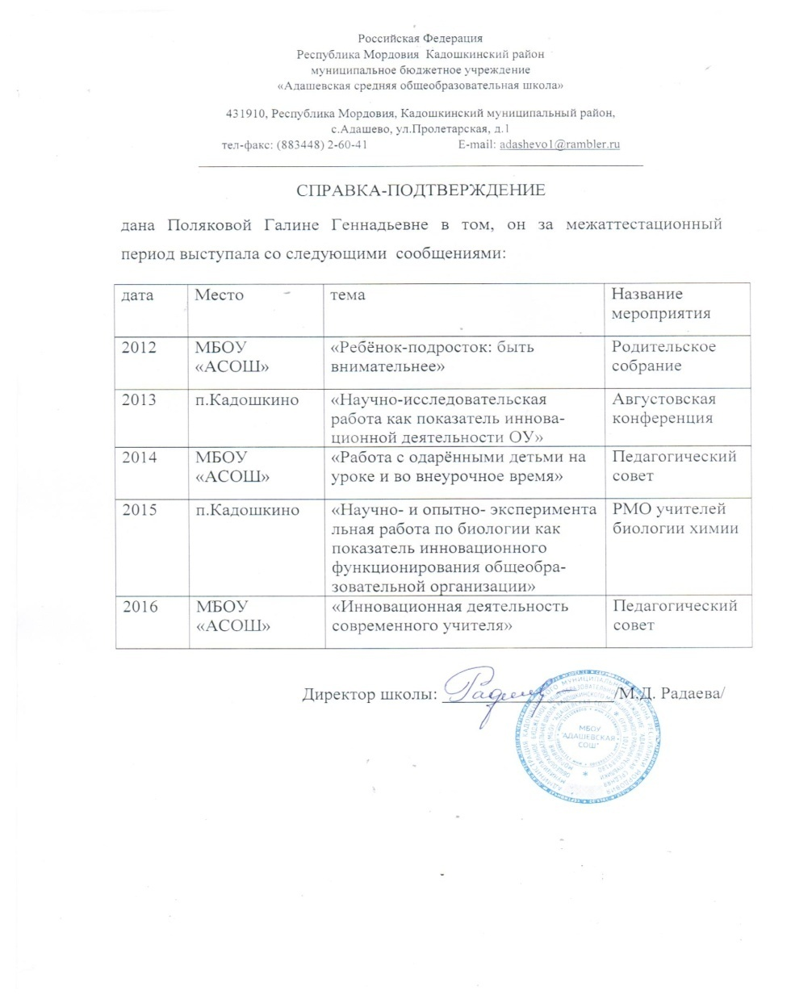 Российская Федерация
Республика Мордовия Кадошкинский район
муниципальное бюджетное учреждение
«Адашевская средняя общеобразовательная школа»
431910, Республика Мордовия, Кадошкинский муниципальный район,
с.Адашево, ул.Пролетарская, д.1
тел-факс: (883448) 2-60-41 E-mail: adashevo1@rambler.ru
СПРАВКА-ПОДТВЕРЖДЕНИЕ
дана Поляковой Галине Геннадьевне в том, он за межаттестационный
период выступала со следующими сообщениями:
дата Место тема Название
мероприятия
2012 МБОУ «Ребёнок-подросток: быть Родительское
«АСОШ» внимательнее» собрание
2013 п.Кадошкино «Научно-исследовательская Августовская
работа как показатель иннова- конференция
ционной деятельности ОУ»
2014 МБОУ «Работа с одарёнными детьми на Педагогический
«АСОШ» уроке и во внеурочное время» совет
2015 п.Кадошкино «Научно- и опытно- эксперимента РМО учителей
льная работа по биологии как биологии химии
показатель инновационного
функционирования общеобра-
зовательной организации»
2016 МБОУ «Инновационная деятельность Педагогический
«АСОШ» современного учителя» совет
Директор школы: /М.Д. Радаева/
МБОУ
"АДАШЕВСКАЯ
СОШ"